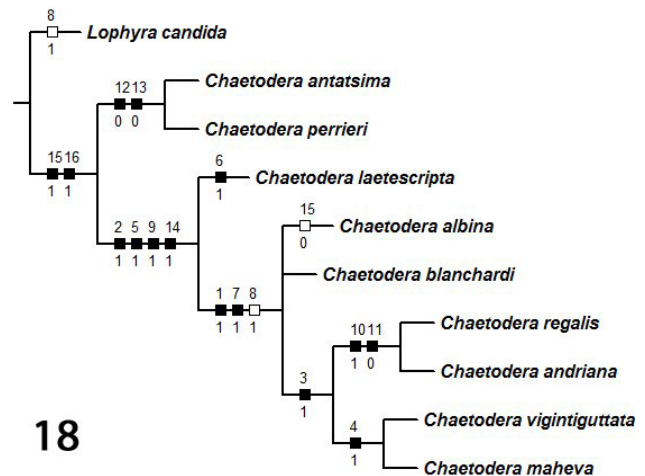 8
Lophyra candida
1
Chaetodera antatsima
12 13
0 0
Chaetodera perrieri
15 16
6
1 1
Chaetodera laetescripta
1
15
2 5 9 14
Chaetodera albina
0
1 1 1 1
Chaetodera blanchardi
1 7 8
1 1 1
Chaetodera regalis
10 11
1 0
Chaetodera andriana
3
1
Chaetodera vigintiguttata
4
18
1
Chaetodera maheva